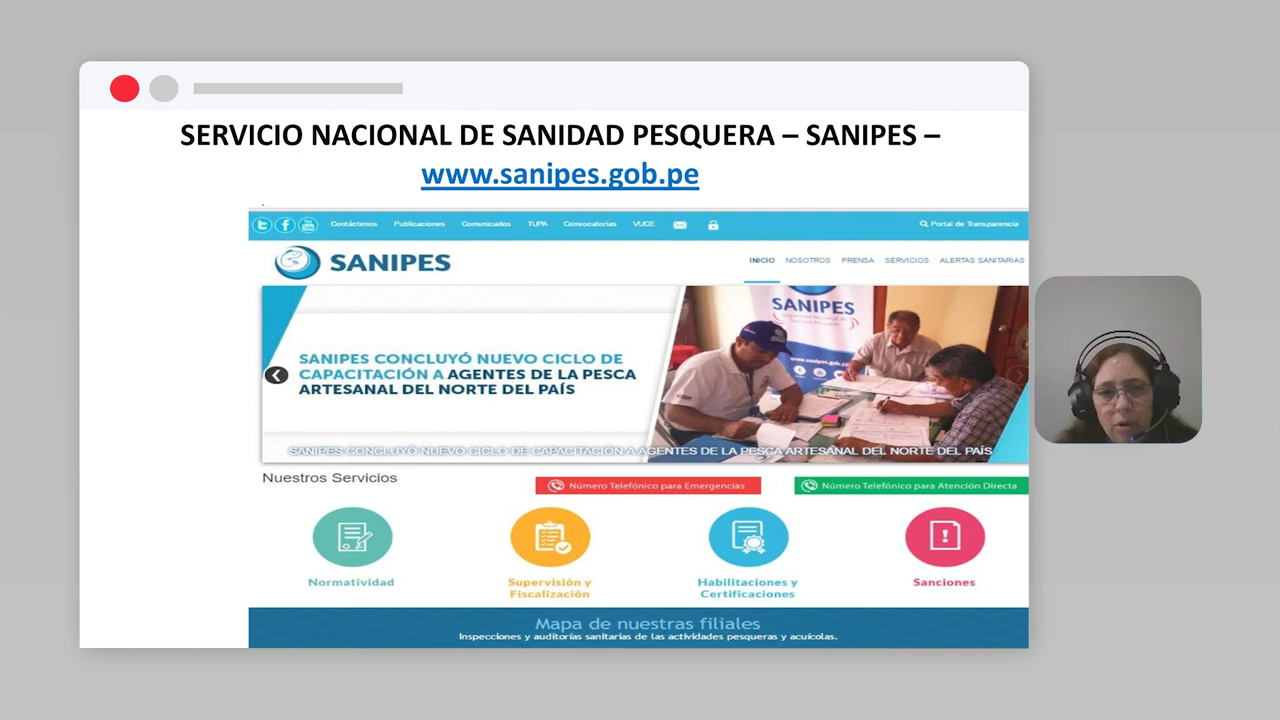 SERVICIO NACIONAL DE SANIDAD PESQUERA – SANIPES –
www.sanipes.gob.pe
Contáctenos Publicaciones Comunicados TUPA Convocatorias VUCE Portal de Transparencia
SANIPES
INICIO NOSOTROS PRENSA SERVICIOS ALERTAS SANITARIAS
SANIPES
SANIPES CONCLUYÓ NUEVO CICLO DE
CAPACITACIÓN A AGENTES DE LA PESCA
ARTESANAL DEL NORTE DEL PAÍS
SANIPES CONCLUYÓ NUEVO CICLO DE CAPACITACIÓN A AGENTES DE LA PESCA ARTESANAL DEL NORTE DEL PAÍS
Nuestros Servicios
Número Telefónico para Emergencias
Número Telefónico para Atención Directa
Normatividad
Supervisión y
Fiscalización
Habilitaciones y
Certificaciones
Sanciones
Mapa de nuestras filiales
Inspecciones y auditorías sanitarias de las actividades pesqueras y acuícolas.